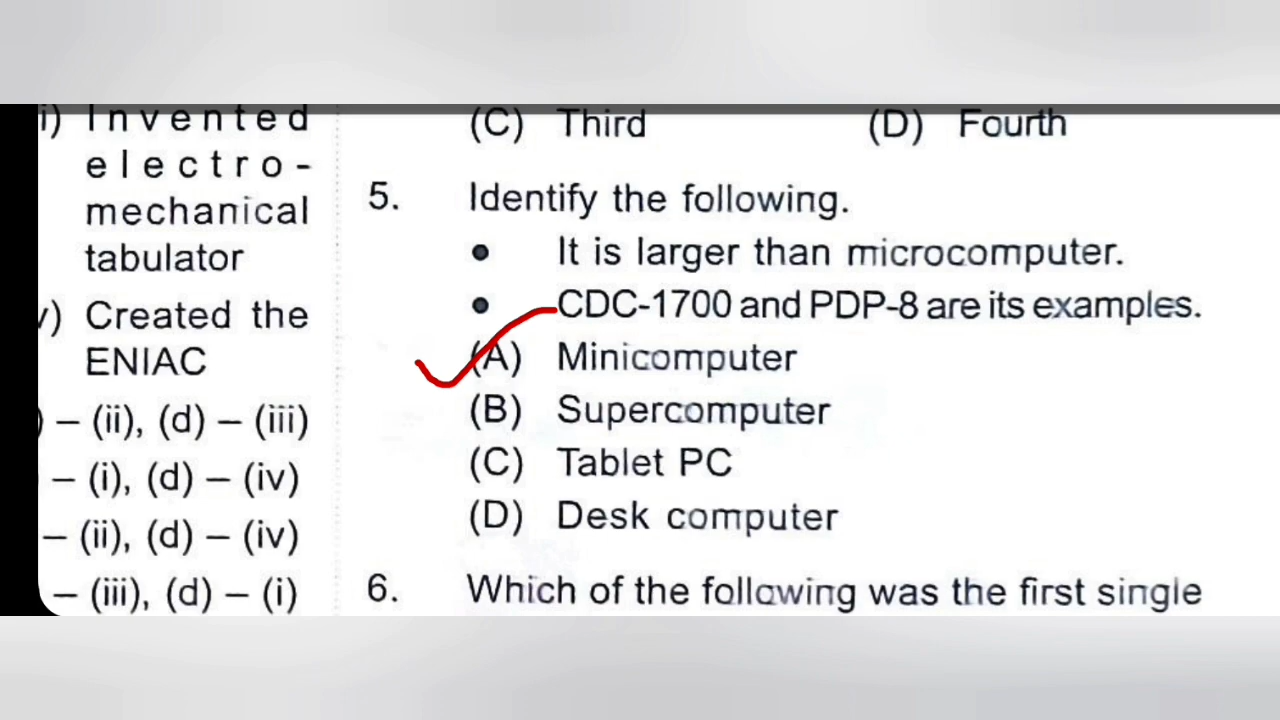 i) Invented
electro-
mechanical
tabulator
v) Created the
ENIAC
) – (ii), (d) – (iii)
– (i), (d) – (iv)
– (ii), (d) – (iv)
– (iii), (d) – (i)
(C) Third (D) Fourth
5. Identify the following.
• It is larger than microcomputer.
• CDC-1700 and PDP-8 are its examples.
(A) Minicomputer
(B) Supercomputer
(C) Tablet PC
(D) Desk computer
6. Which of the following was the first single